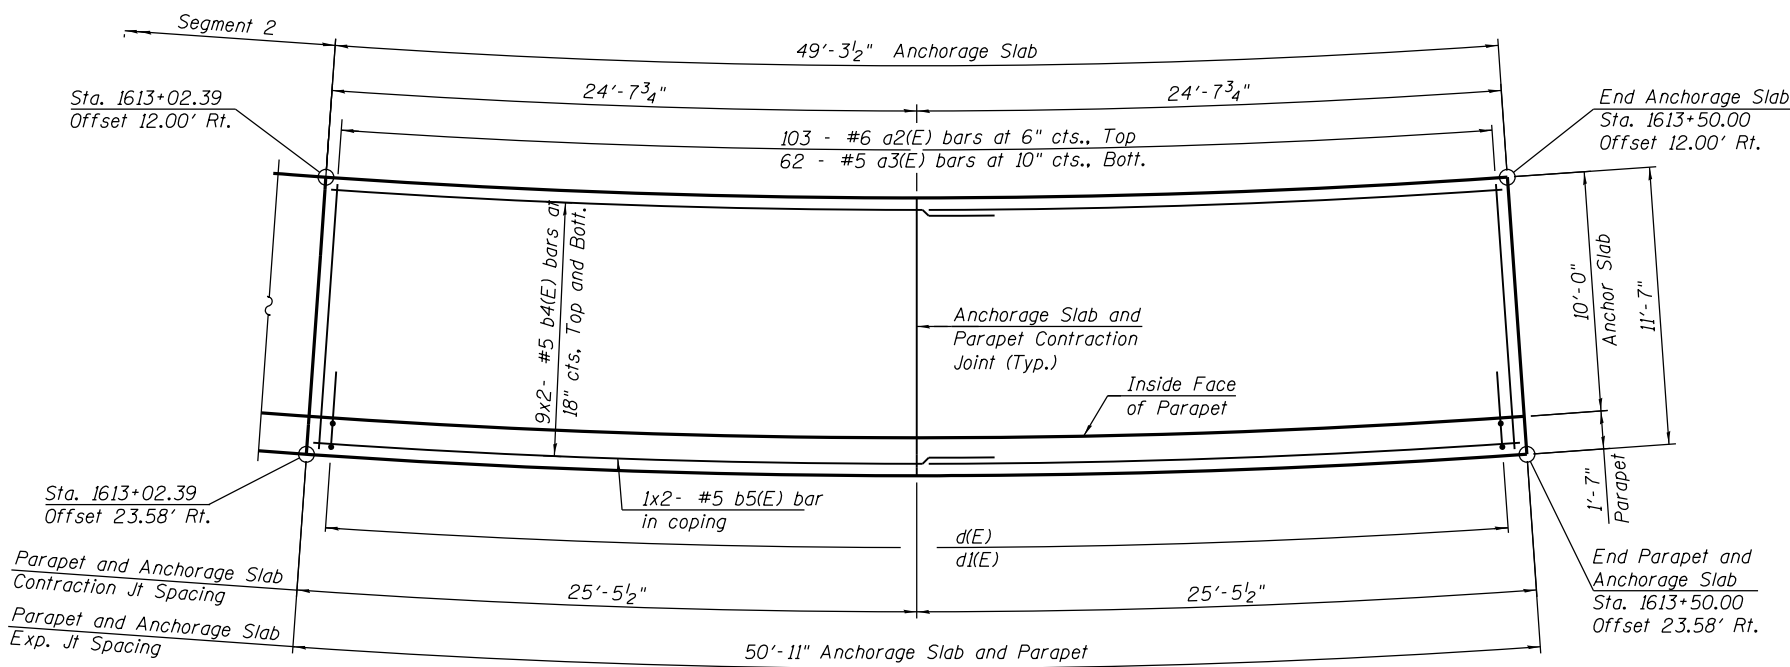 Segment 2
49'-3½" Anchorage Slab
24'-7¾"
24'-7¾"
Sta. 1613+02.39
Offset 12.00' Rt.
End Anchorage Slab
Sta. 1613+50.00
Offset 12.00' Rt.
103 - #6 a2(E) bars at 6" cts., Top
62 - #5 a3(E) bars at 10" cts., Bott.
9x2- #5 b4(E) bars at
18" cts. Top and Bott.
Anchorage Slab and
Parapet Contraction
Joint (Typ.)
Inside Face
of Parapet
10'-0"
Anchor Slab
11'-7"
1'-7"
Parapet
Sta. 1613+02.39
Offset 23.58' Rt.
1x2- #5 b5(E) bar
in coping
d(E)
d1(E)
End Parapet and
Anchorage Slab
Sta. 1613+50.00
Offset 23.58' Rt.
Parapet and Anchorage Slab
Contraction Jt Spacing
25'-5½"
25'-5½"
Parapet and Anchorage Slab
Exp. Jt Spacing
50'-11" Anchorage Slab and Parapet